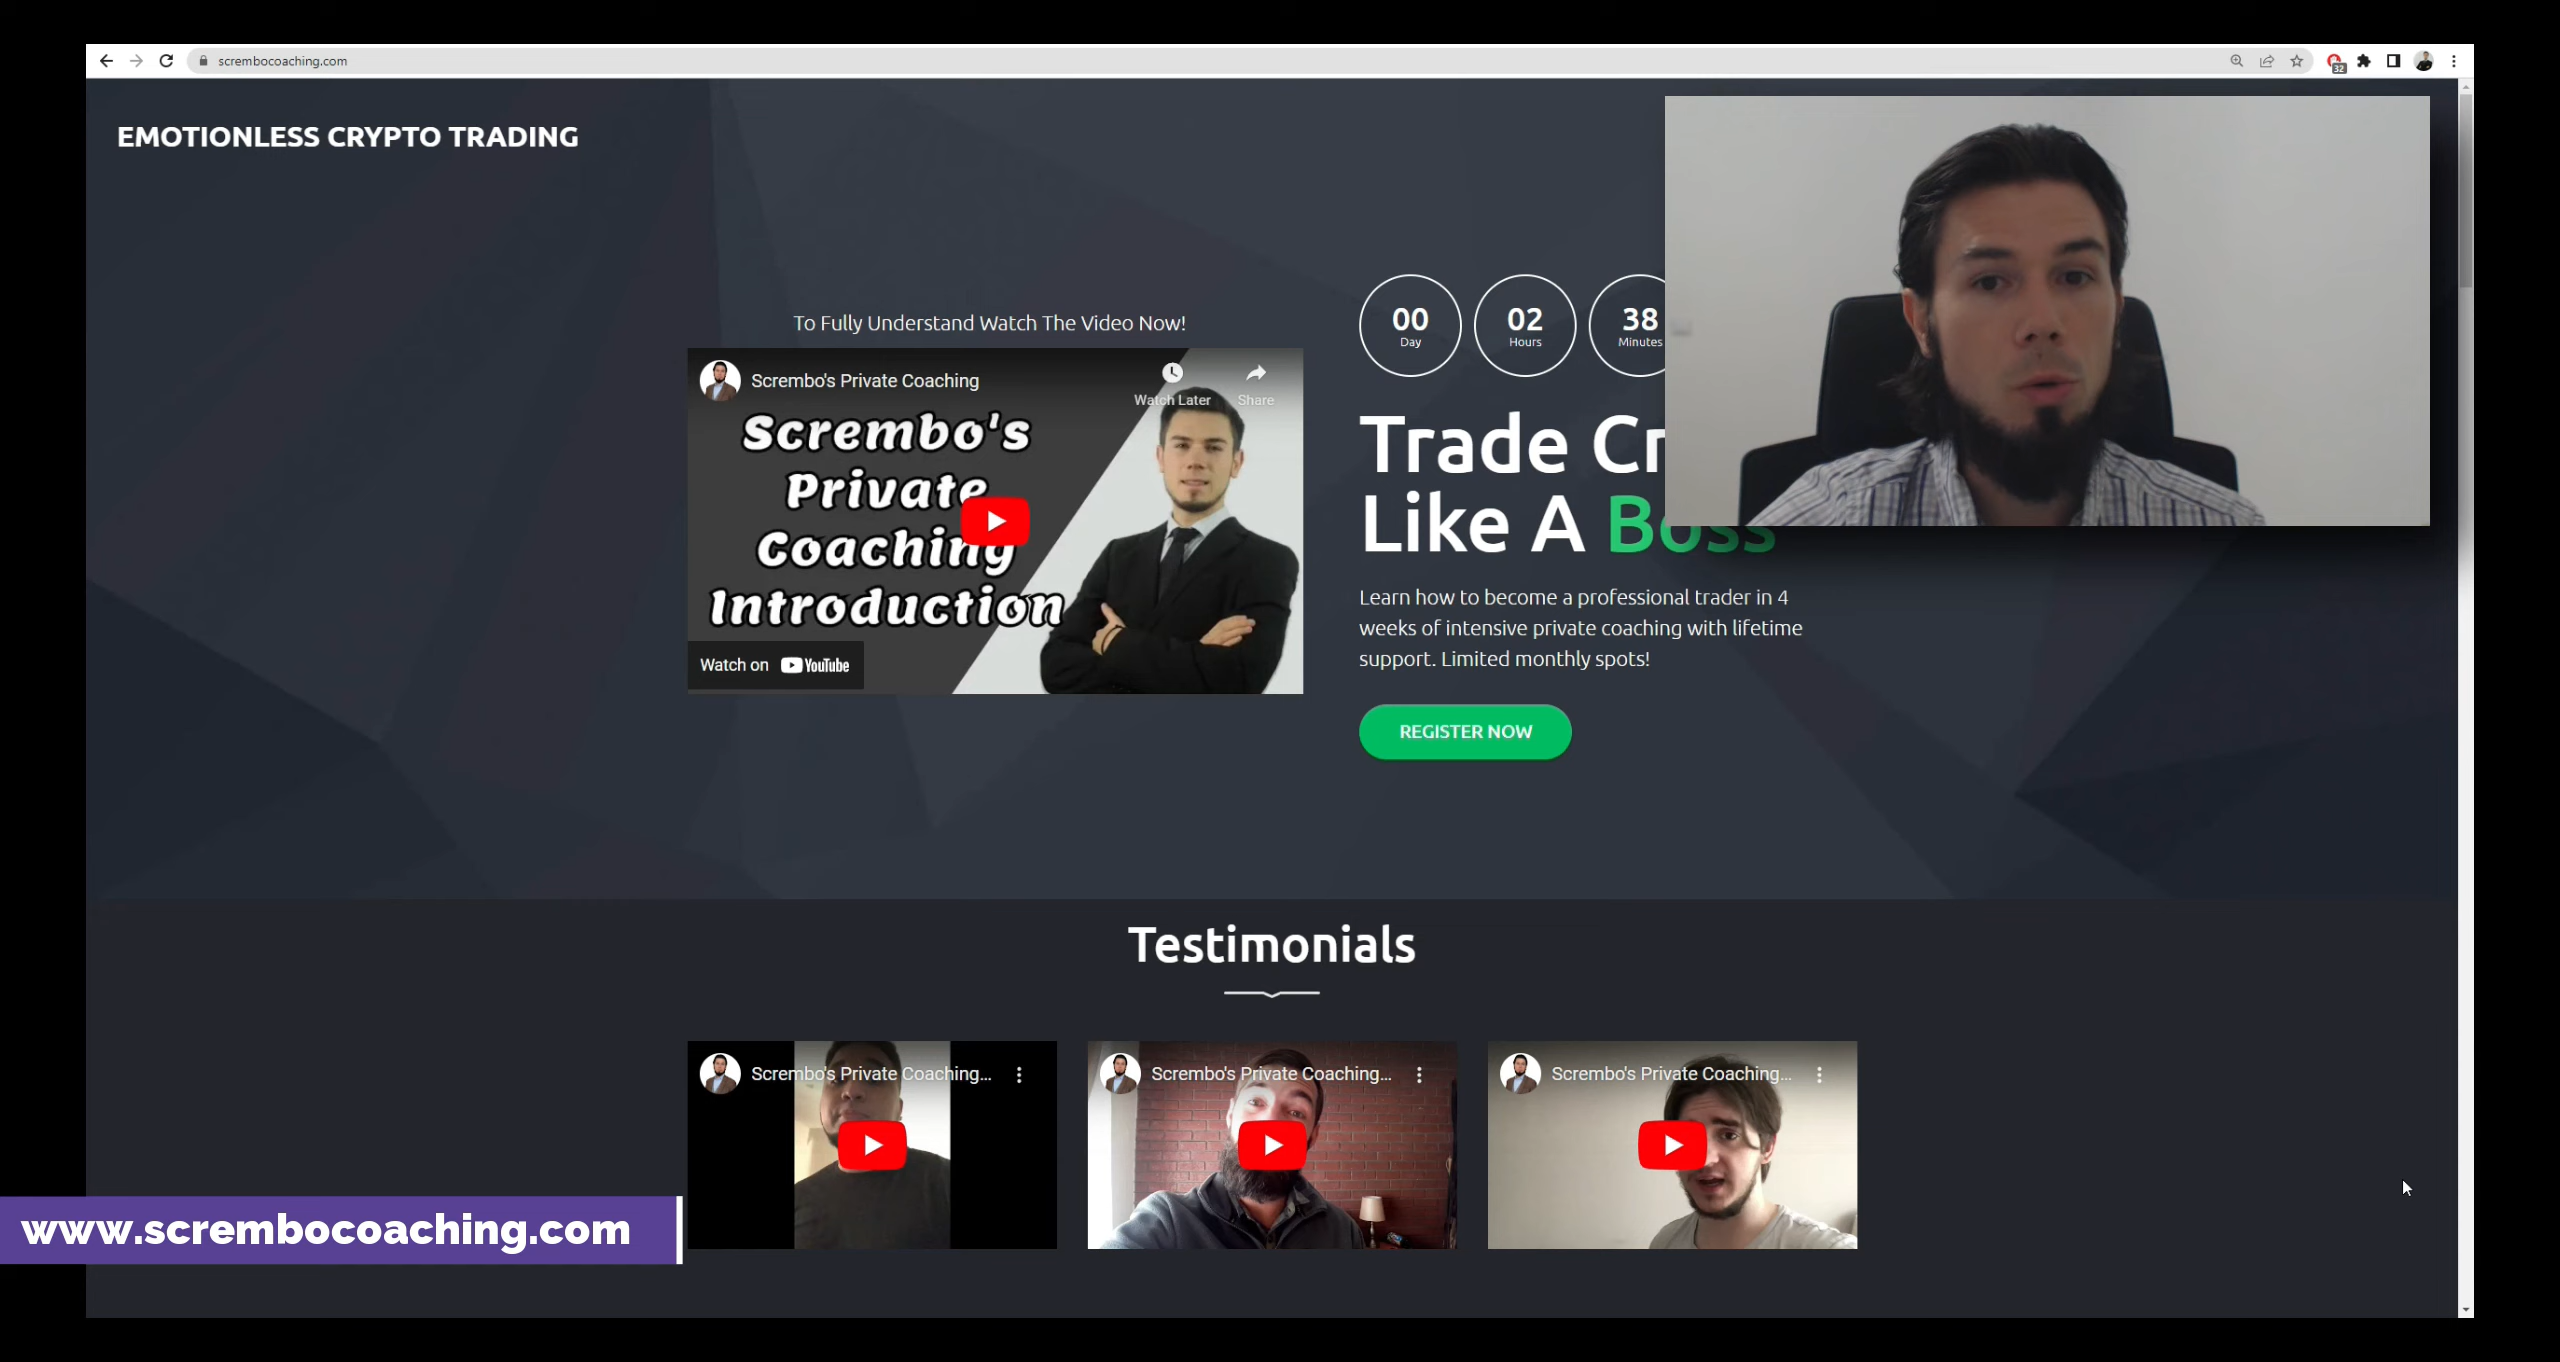 scrembocoaching.com
32
EMOTIONLESS CRYPTO TRADING
To Fully Understand Watch The Video Now!
Scrembo's Private Coaching
Watch Later
Share
Scrembo's
Private
Coaching
Introduction
Watch on YouTube
00
Day
02
Hours
38
Minutes
Trade Cr
Like A Boss
Learn how to become a professional trader in 4
weeks of intensive private coaching with lifetime
support. Limited monthly spots!
REGISTER NOW
Testimonials
Scrembo's Private Coaching...
Scrembo's Private Coaching...
Scrembo's Private Coaching...
www.scrembocoaching.com